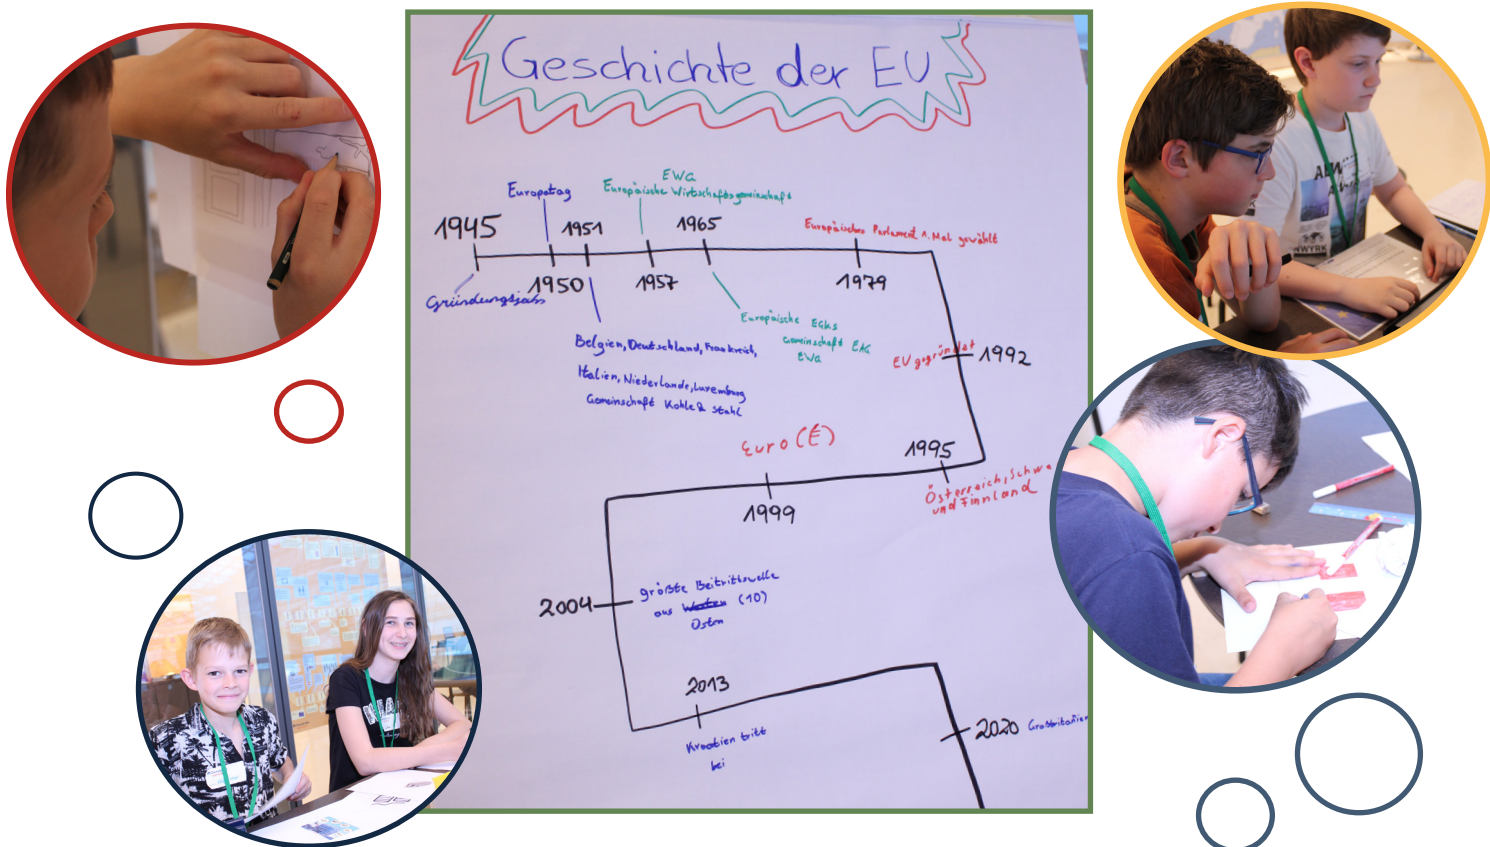 Geschichte der EU
Europatag
EWG
Europäische Wirtschaftsgemeinschaft
1945
1951
1965
Europäisches Parlament 1. Mal gewählt
Gründungsjahr
1950
1957
1979
Belgien, Deutschland, Frankreich,
Italien, Niederlande, Luxemburg
Gemeinschaft Kohle & Stahl
Europäische EGKS
Gemeinschaft EAG
EWG
EU gegründet
1992
Euro (€)
1995
Österreich, Schwe
und Finnland
1999
2004
größte Beitrittswelle
aus Westen (10)
Osten
2013
Kroatien tritt
bei
2020 Großbritannien